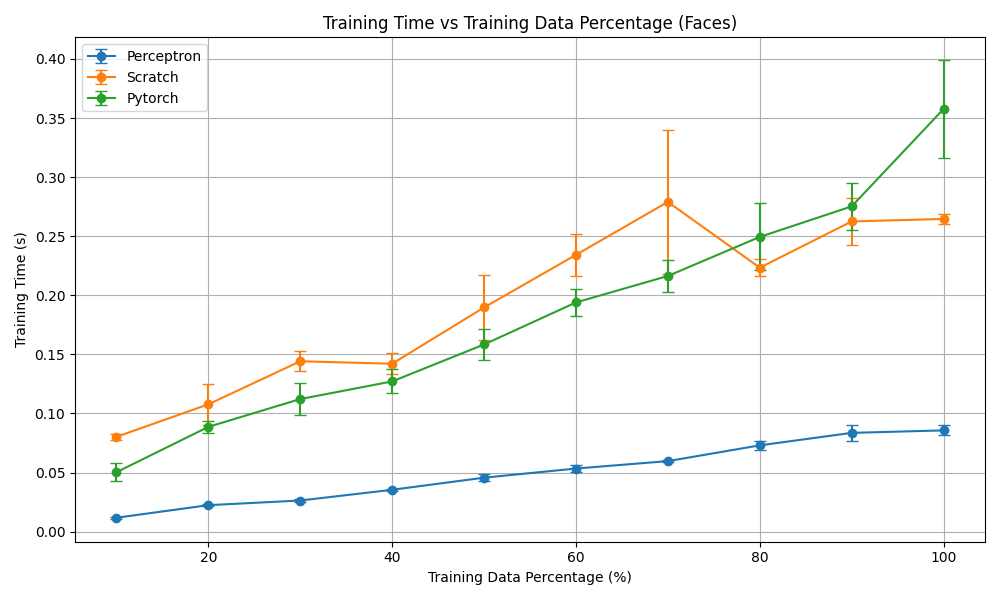 Training Time vs Training Data Percentage (Faces)
Perceptron
Scratch
Pytorch
Training Time (s)
0.40
0.35
0.30
0.25
0.20
0.15
0.10
0.05
0.00
20
40
60
80
100
Training Data Percentage (%)